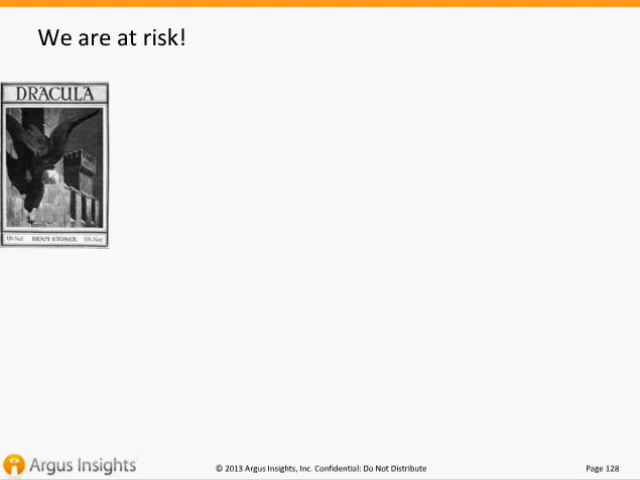 We are at risk!
DRACULA
BRAM STOKER
Argus Insights
© 2013 Argus Insights, Inc. Confidential: Do Not Distribute
Page 128